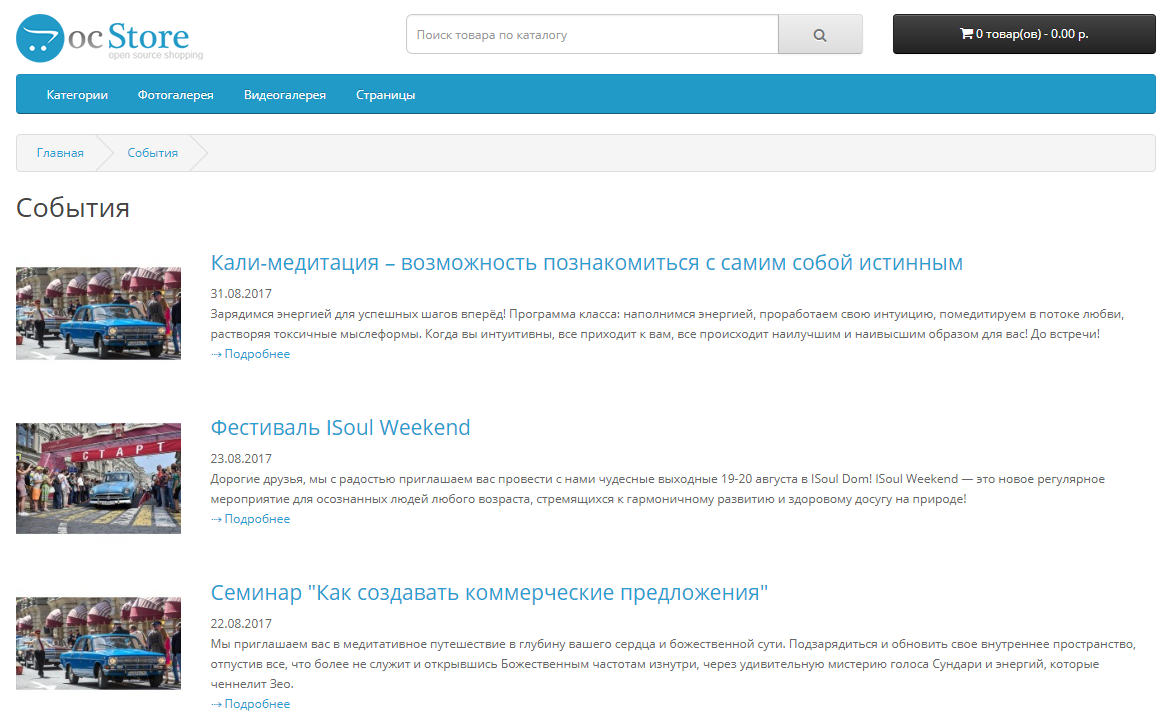 ocStore
open source shopping
Поиск товара по каталогу
0 товар(ов) - 0.00 р.
Категории Фотогалерея Видеогалерея Страницы
Главная События
События
Кали-медитация – возможность познакомиться с самим собой истинным
31.08.2017
Зарядимся энергией для успешных шагов вперёд! Программа класса: наполнимся энергией, проработаем свою интуицию, помедитируем в потоке любви,
растворяя токсичные мыслеформы. Когда вы интуитивны, все приходит к вам, все происходит наилучшим и наивысшим образом для вас! До встречи!
⤑ Подробнее
СТАРТ
Фестиваль ISoul Weekend
23.08.2017
Дорогие друзья, мы с радостью приглашаем вас провести с нами чудесные выходные 19-20 августа в ISoul Dom! ISoul Weekend — это новое регулярное
мероприятие для осознанных людей любого возраста, стремящихся к гармоничному развитию и здоровому досугу на природе!
⤑ Подробнее
Семинар "Как создавать коммерческие предложения"
22.08.2017
Мы приглашаем вас в медитативное путешествие в глубину вашего сердца и божественной сути. Подзарядиться и обновить свое внутреннее пространство,
отпустив все, что более не служит и открывшись Божественным частотам изнутри, через удивительную мистерию голоса Сундари и энергий, которые
ченнелит Зео.
⤑ Подробнее